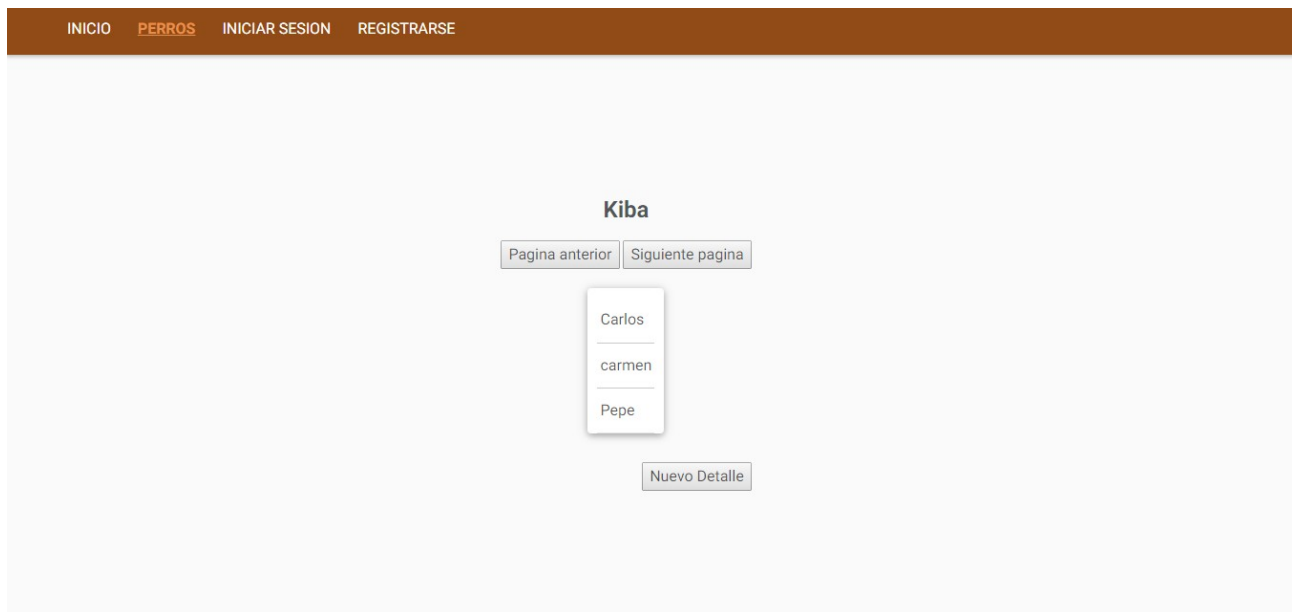 INICIO PERROS INICIAR SESION REGISTRARSE
Kiba
Pagina anterior Siguiente pagina
Carlos
carmen
Pepe
Nuevo Detalle